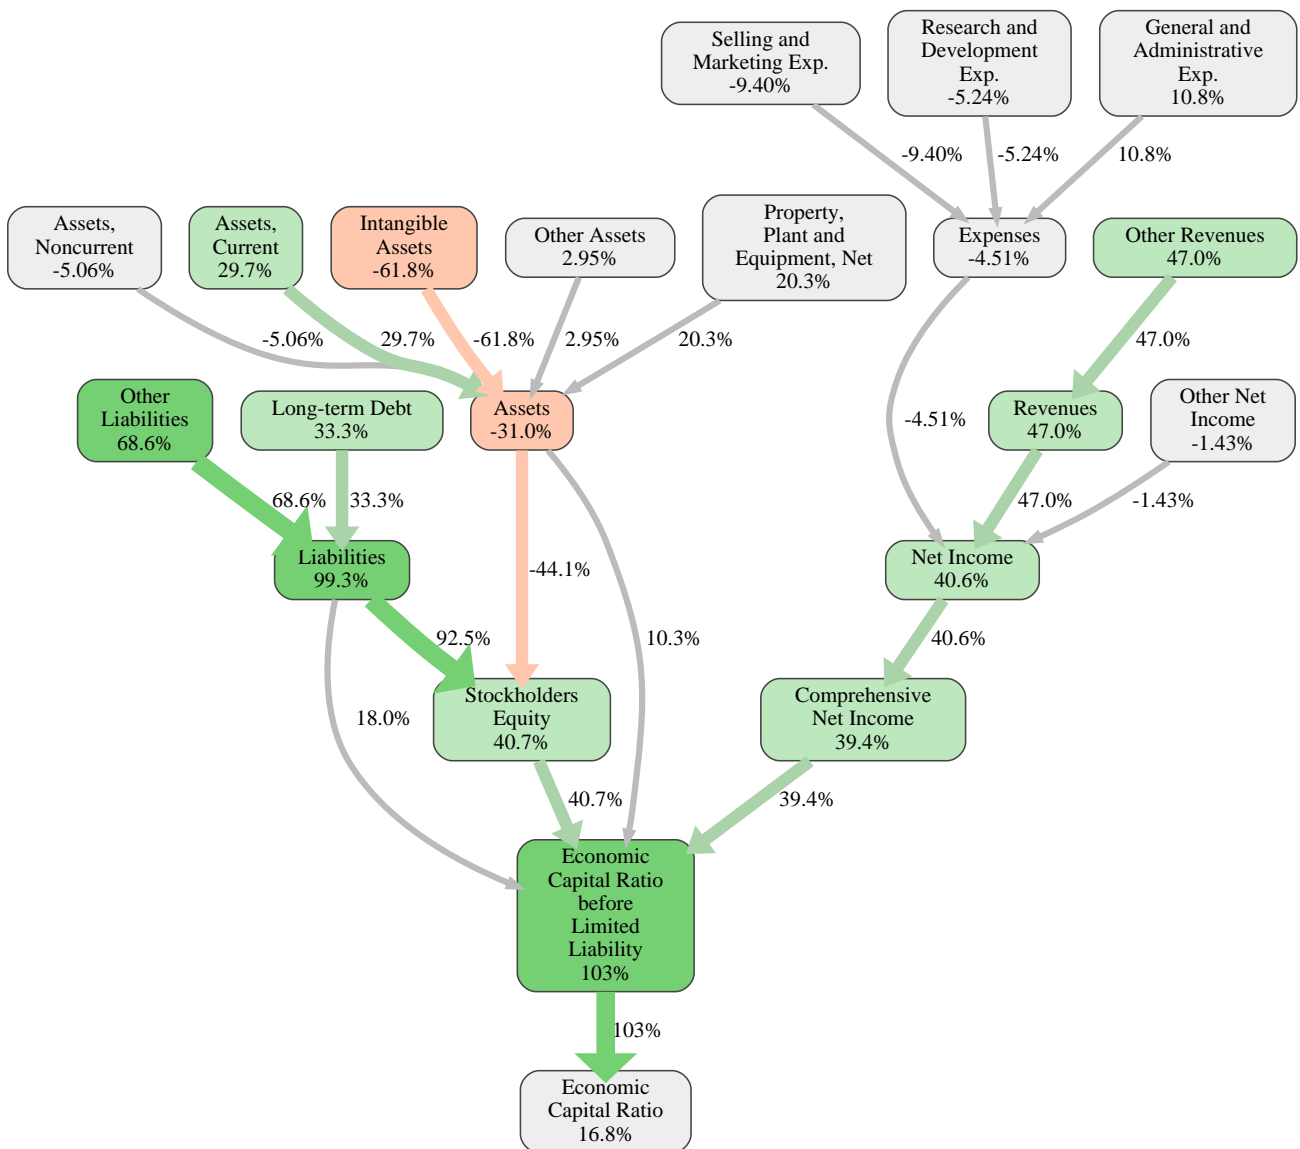 Selling and
Marketing Exp.
-9.40%
Research and
Development
Exp.
-5.24%
General and
Administrative
Exp.
10.8%
-9.40%
-5.24%
10.8%
Assets,
Noncurrent
-5.06%
Assets,
Current
29.7%
Intangible
Assets
-61.8%
Other Assets
2.95%
Property,
Plant and
Equipment, Net
20.3%
Expenses
-4.51%
Other Revenues
47.0%
-5.06%
29.7%
-61.8%
2.95%
20.3%
47.0%
Other
Liabilities
68.6%
Long-term Debt
33.3%
Assets
-31.0%
-4.51%
Revenues
47.0%
Other Net
Income
-1.43%
68.6%
33.3%
47.0%
-1.43%
Liabilities
99.3%
-44.1%
Net Income
40.6%
92.5%
10.3%
40.6%
18.0%
Stockholders
Equity
40.7%
Comprehensive
Net Income
39.4%
40.7%
39.4%
Economic
Capital Ratio
before
Limited
Liability
103%
103%
Economic
Capital Ratio
16.8%